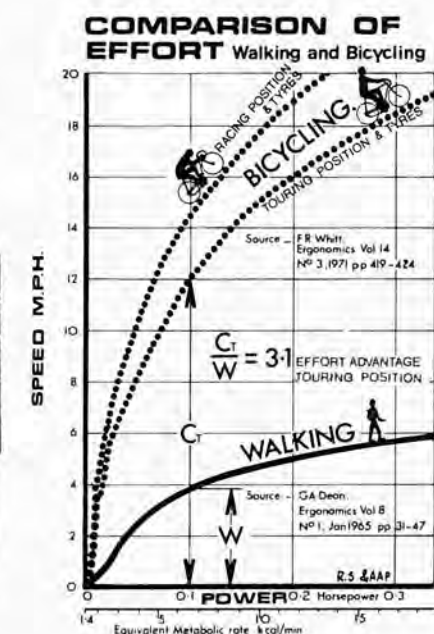 COMPARISON OF
EFFORT Walking and Bicycling
20
18
16
14
12
10
8
6
4
2
0
SPEED M.P.H.
RACING POSITION
& TYRES
BICYCLING.
TOURING POSITION & TYRES
Source – F.R Whitt.
Ergonomics Vol 14
Nº 3, 1971 pp 419-424
CT
W
= 3·1 EFFORT ADVANTAGE
TOURING POSITION
CT
WALKING
Source – GA Dean.
Ergonomics Vol 8
Nº 1, Jan 1965 pp 31-47
W
R.S &AAP
0 0·1 POWER 0·2 Horsepower 0·3
1·4 5 10 15
Equivalent Metabolic rate kcal/min